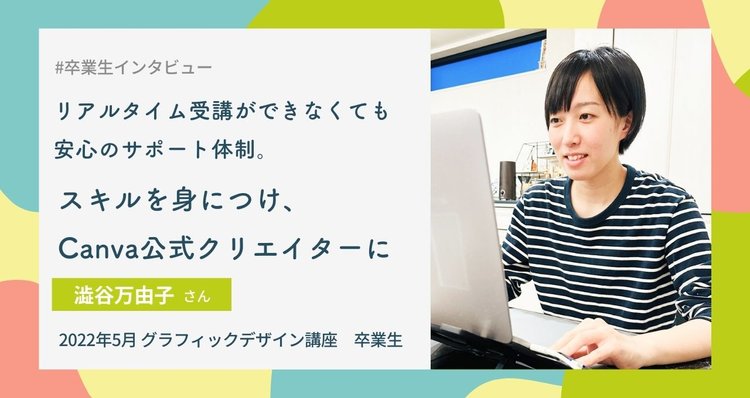 #卒業生インタビュー
リアルタイム受講ができなくても
安心のサポート体制。
スキルを身につけ、
Canva公式クリエイターに
澁谷万由子 さん
2022年5月 グラフィックデザイン講座　卒業生